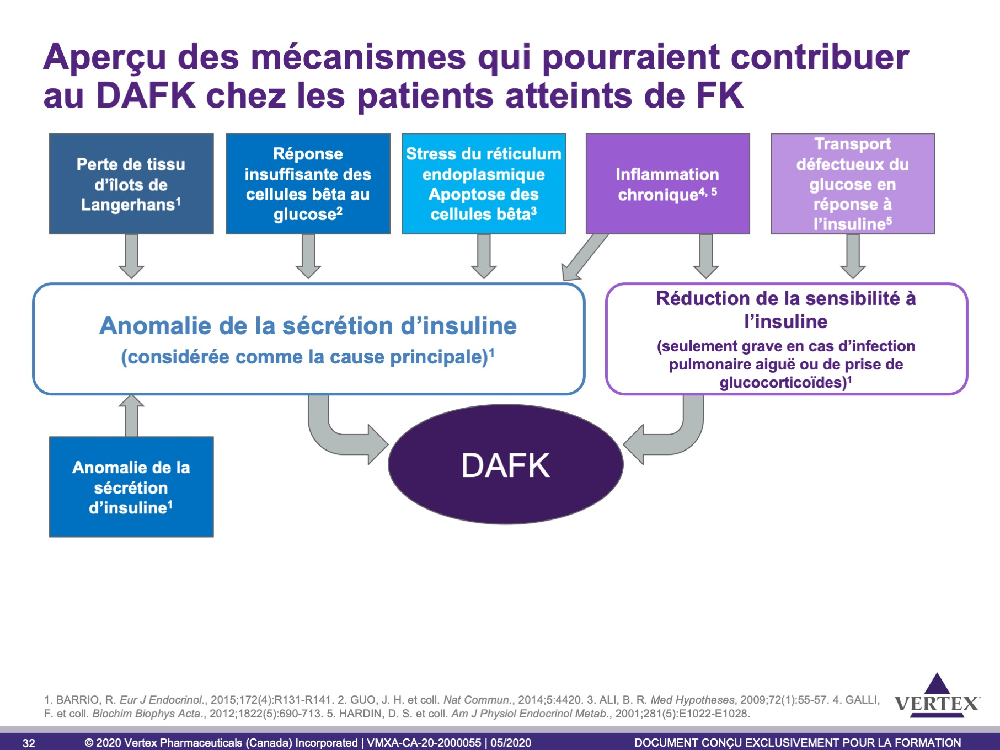 Aperçu des mécanismes qui pourraient contribuer
au DAFK chez les patients atteints de FK
Perte de tissu
d’îlots de
Langerhans1
Réponse
insuffisante des
cellules bêta au
glucose2
Stress du réticulum
endoplasmique
Apoptose des
cellules bêta3
Inflammation
chronique4, 5
Transport
défectueux du
glucose en
réponse à
l’insuline5
Anomalie de la sécrétion d’insuline
(considérée comme la cause principale)1
Réduction de la sensibilité à
l’insuline
(seulement grave en cas d’infection
pulmonaire aiguë ou de prise de
glucocorticoïdes)1
Anomalie de la
sécrétion
d’insuline1
DAFK
1. BARRIO, R. Eur J Endocrinol., 2015;172(4):R131-R141. 2. GUO, J. H. et coll. Nat Commun., 2014;5:4420. 3. ALI, B. R. Med Hypotheses, 2009;72(1):55-57. 4. GALLI,
F. et coll. Biochim Biophys Acta., 2012;1822(5):690-713. 5. HARDIN, D. S. et coll. Am J Physiol Endocrinol Metab., 2001;281(5):E1022-E1028.
VERTEX
32
© 2020 Vertex Pharmaceuticals (Canada) Incorporated | VMXA-CA-20-2000055 | 05/2020
DOCUMENT CONÇU EXCLUSIVEMENT POUR LA FORMATION